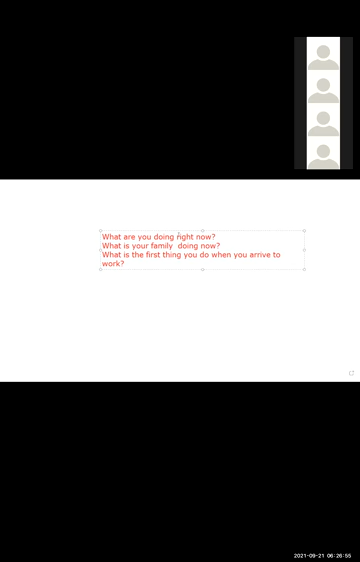 What are you doing right now?
What is your family  doing now?
What is the first thing you do when you arrive to
work?
2021-09-21 06:26:55